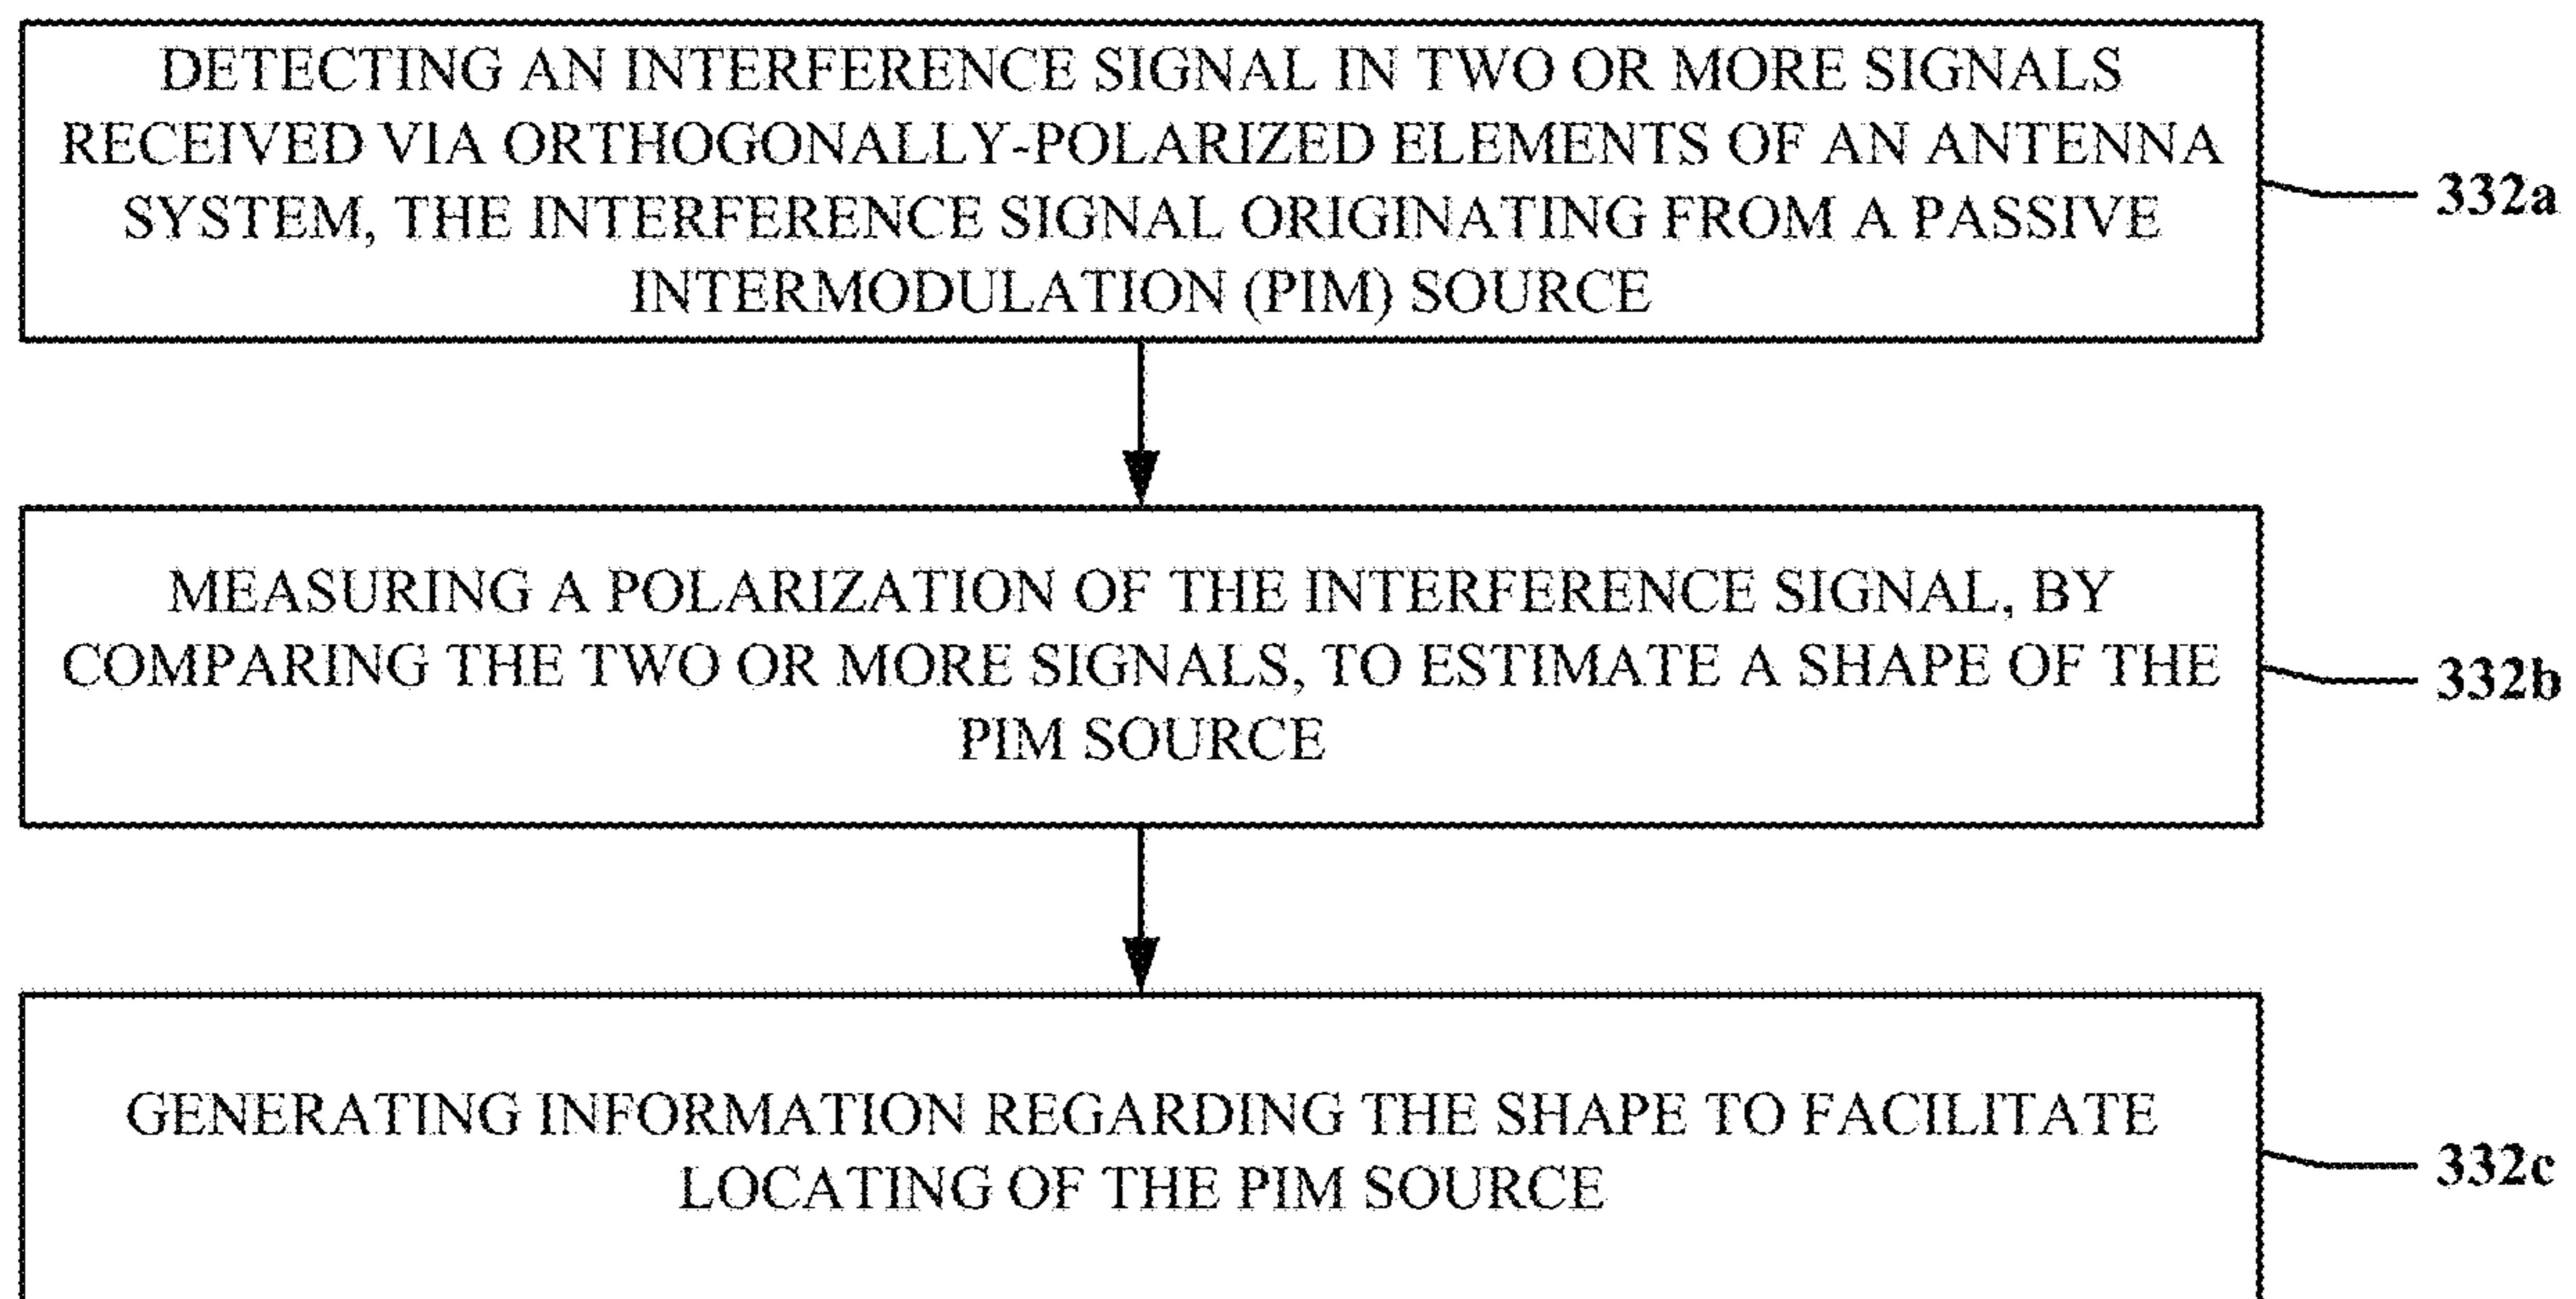 DETECTING AN INTERFERENCE SIGNAL IN TWO OR MORE SIGNALS
RECEIVED VIA ORTHOGONALLY-POLARIZED ELEMENTS OF AN ANTENNA
SYSTEM, THE INTERFERENCE SIGNAL ORIGINATING FROM A PASSIVE
INTERMODULATION (PIM) SOURCE
332a
MEASURING A POLARIZATION OF THE INTERFERENCE SIGNAL, BY
COMPARING THE TWO OR MORE SIGNALS, TO ESTIMATE A SHAPE OF THE
PIM SOURCE
332b
GENERATING INFORMATION REGARDING THE SHAPE TO FACILITATE
LOCATING OF THE PIM SOURCE
332c